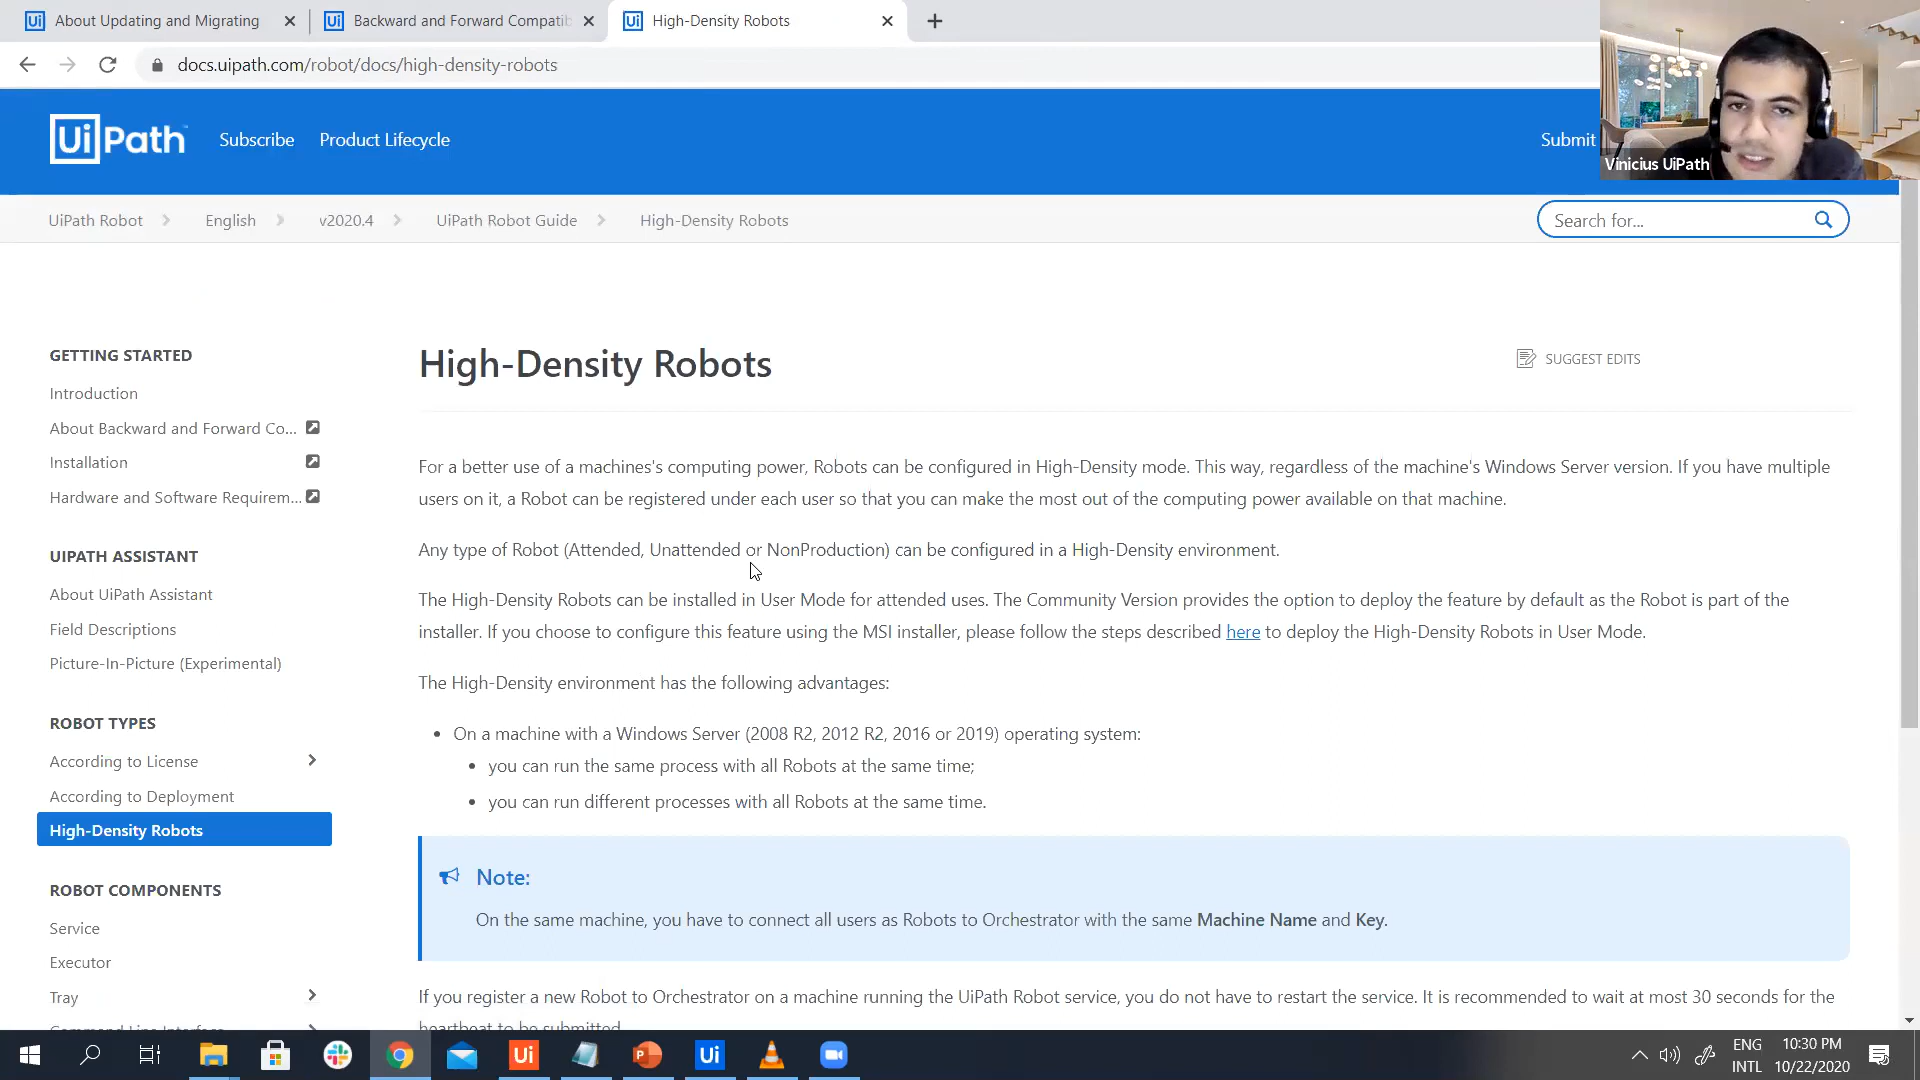 About Updating and Migrating
Backward and Forward Compatib
High-Density Robots
docs.uipath.com/robot/docs/high-density-robots
UiPath
Subscribe
Product Lifecycle
Submit
Vinicius UiPath
UiPath Robot
English
v2020.4
UiPath Robot Guide
High-Density Robots
Search for...
GETTING STARTED
Introduction
About Backward and Forward Co...
Installation
Hardware and Software Requirem...
UIPATH ASSISTANT
About UiPath Assistant
Field Descriptions
Picture-In-Picture (Experimental)
ROBOT TYPES
According to License
According to Deployment
High-Density Robots
ROBOT COMPONENTS
Service
Executor
Tray
Command Line Interface
High-Density Robots
SUGGEST EDITS
For a better use of a machines's computing power, Robots can be configured in High-Density mode. This way, regardless of the machine's Windows Server version. If you have multiple
users on it, a Robot can be registered under each user so that you can make the most out of the computing power available on that machine.
Any type of Robot (Attended, Unattended or NonProduction) can be configured in a High-Density environment.
The High-Density Robots can be installed in User Mode for attended uses. The Community Version provides the option to deploy the feature by default as the Robot is part of the
installer. If you choose to configure this feature using the MSI installer, please follow the steps described here to deploy the High-Density Robots in User Mode.
The High-Density environment has the following advantages:
• On a machine with a Windows Server (2008 R2, 2012 R2, 2016 or 2019) operating system:
• you can run the same process with all Robots at the same time;
• you can run different processes with all Robots at the same time.
Note:
On the same machine, you have to connect all users as Robots to Orchestrator with the same Machine Name and Key.
If you register a new Robot to Orchestrator on a machine running the UiPath Robot service, you do not have to restart the service. It is recommended to wait at most 30 seconds for the
heartbeat to be submitted.
ENG
INTL
10:30 PM
10/22/2020